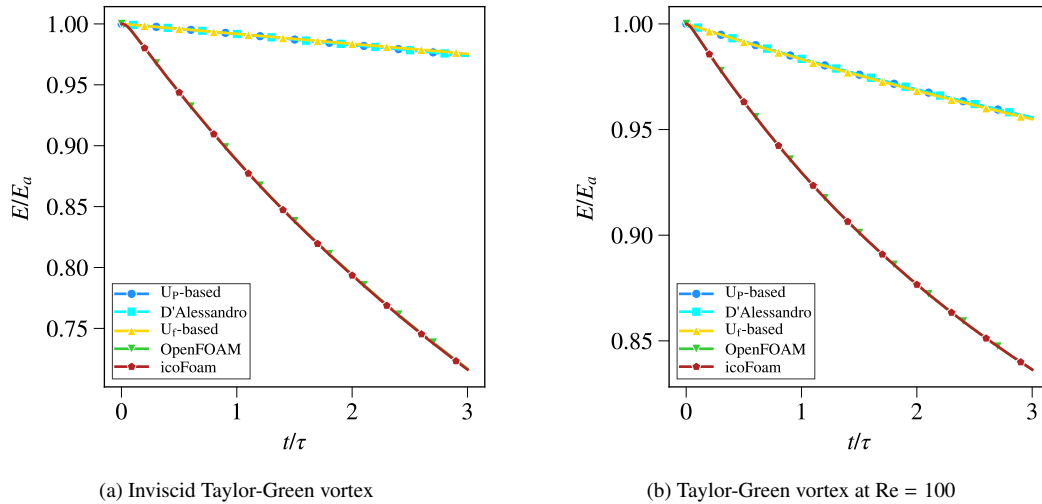 1.00
0.95
0.90
0.85
0.80
0.75
E/Eₐ
U_P-based
D'Alessandro
U_f-based
OpenFOAM
icoFoam
0 1 2 3
t/τ
(a) Inviscid Taylor-Green vortex
1.00
0.95
0.90
0.85
E/Eₐ
U_P-based
D'Alessandro
U_f-based
OpenFOAM
icoFoam
0 1 2 3
t/τ
(b) Taylor-Green vortex at Re = 100